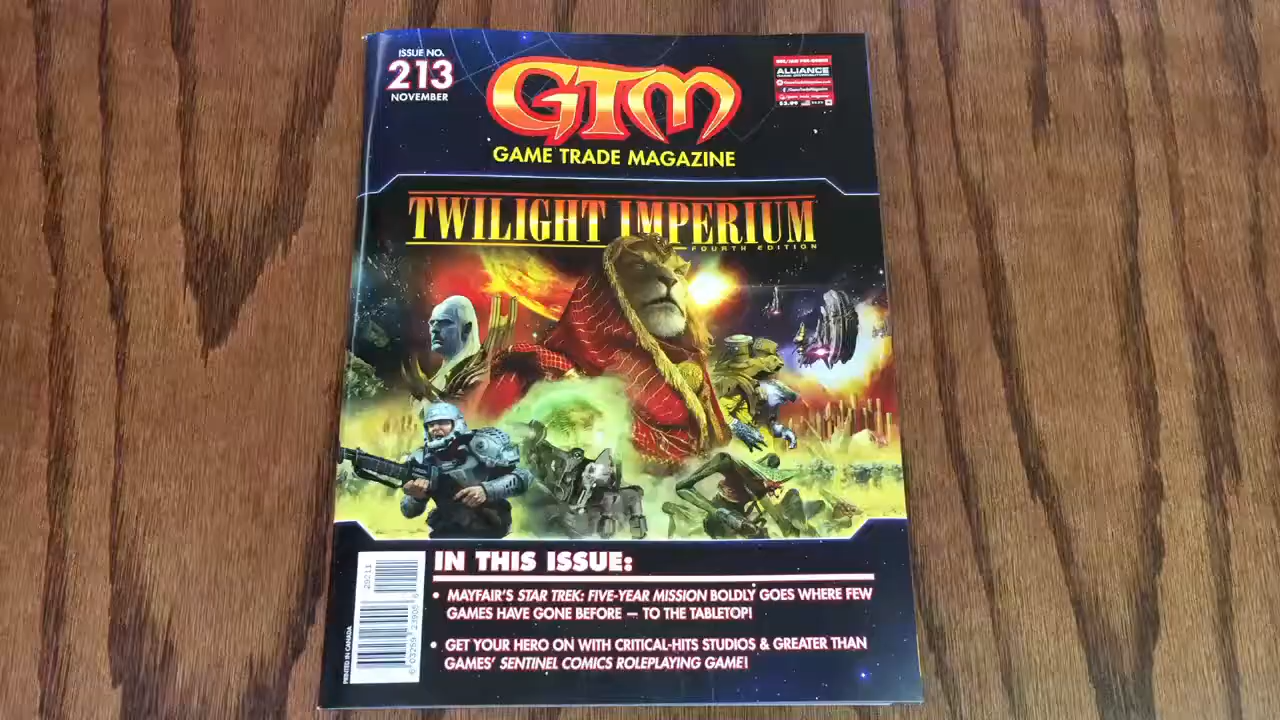 ISSUE NO.
213
NOVEMBER
GTM
GAME TRADE MAGAZINE
ALLIANCE
TWILIGHT IMPERIUM
FOURTH EDITION
IN THIS ISSUE:
• MAYFAIR'S STAR TREK: FIVE-YEAR MISSION BOLDLY GOES WHERE FEW
GAMES HAVE GONE BEFORE — TO THE TABLETOP!
• GET YOUR HERO ON WITH CRITICAL-HITS STUDIOS & GREATER THAN
GAMES' SENTINEL COMICS ROLEPLAYING GAME!
PRINTED IN CANADA